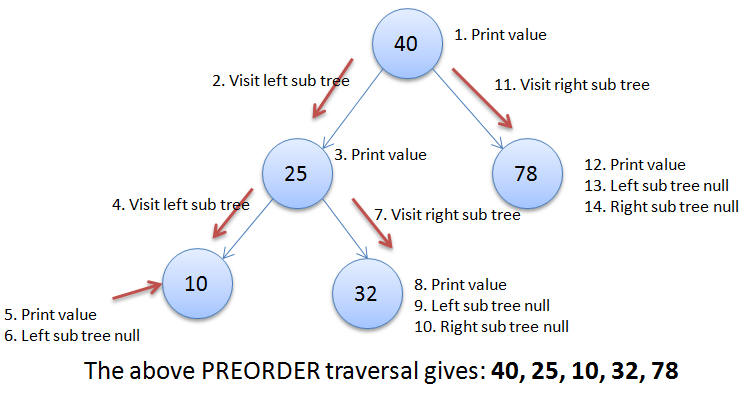 40
1. Print value
2. Visit left sub tree
11. Visit right sub tree
3. Print value
25
78
12. Print value
13. Left sub tree null
14. Right sub tree null
4. Visit left sub tree
7. Visit right sub tree
10
32
8. Print value
9. Left sub tree null
10. Right sub tree null
5. Print value
6. Left sub tree null
The above PREORDER traversal gives: 40, 25, 10, 32, 78